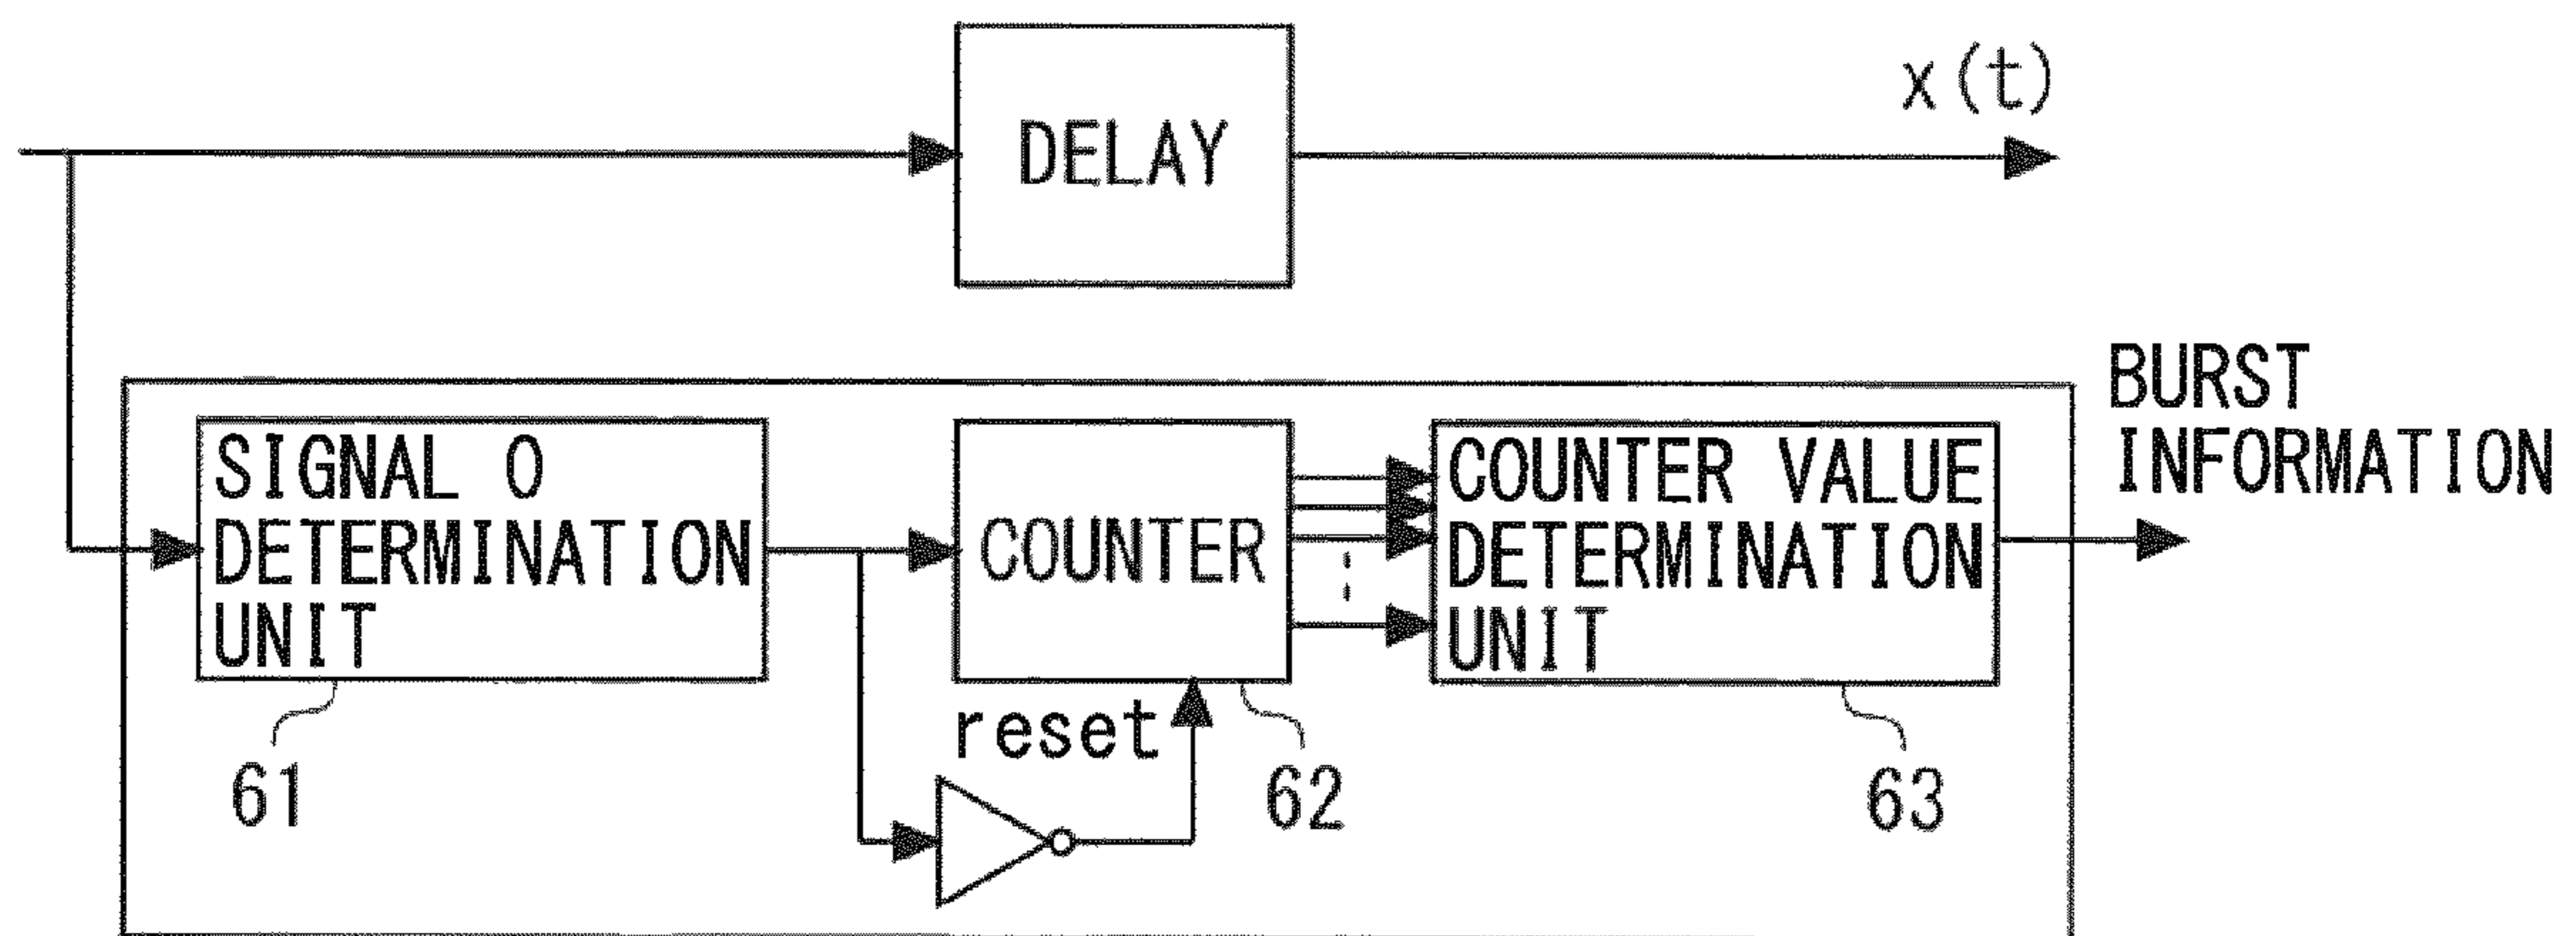 DELAY
x(t)
BURST
INFORMATION
SIGNAL 0
DETERMINATION
UNIT
COUNTER
COUNTER VALUE
DETERMINATION
UNIT
reset
61
62
63